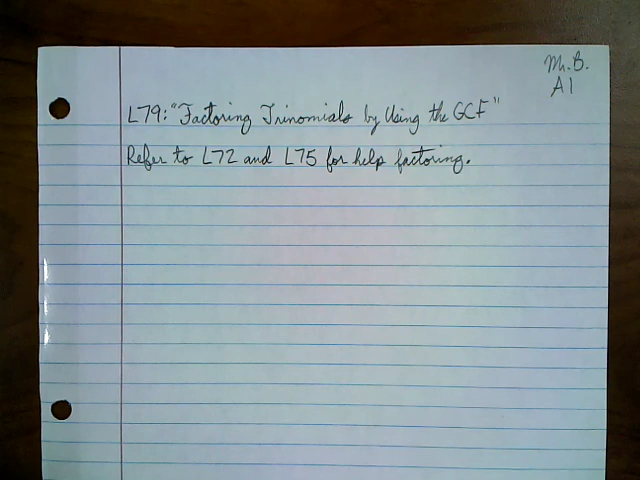 Mr. B.
A1
L79: "Factoring Trinomials by Using the GCF"
Refer to L72 and L75 for help factoring.